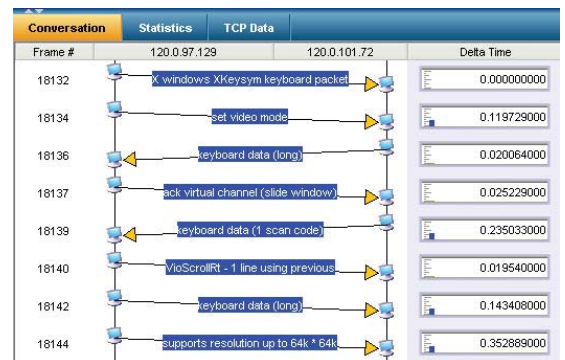 Conversation Statistics TCP Data
Frame # 120.0.97.129 120.0.101.72 Delta Time
18132 X windows XKeysym keyboard packet 0.000000000
18134 set video mode 0.119729000
18136 keyboard data (long) 0.020064000
18137 ack virtual channel (slide window) 0.025229000
18139 keyboard data (1 scan code) 0.235033000
18140 VioScrollRt - 1 line using previous 0.019540000
18142 keyboard data (long) 0.143408000
18144 supports resolution up to 64k * 64k 0.352889000